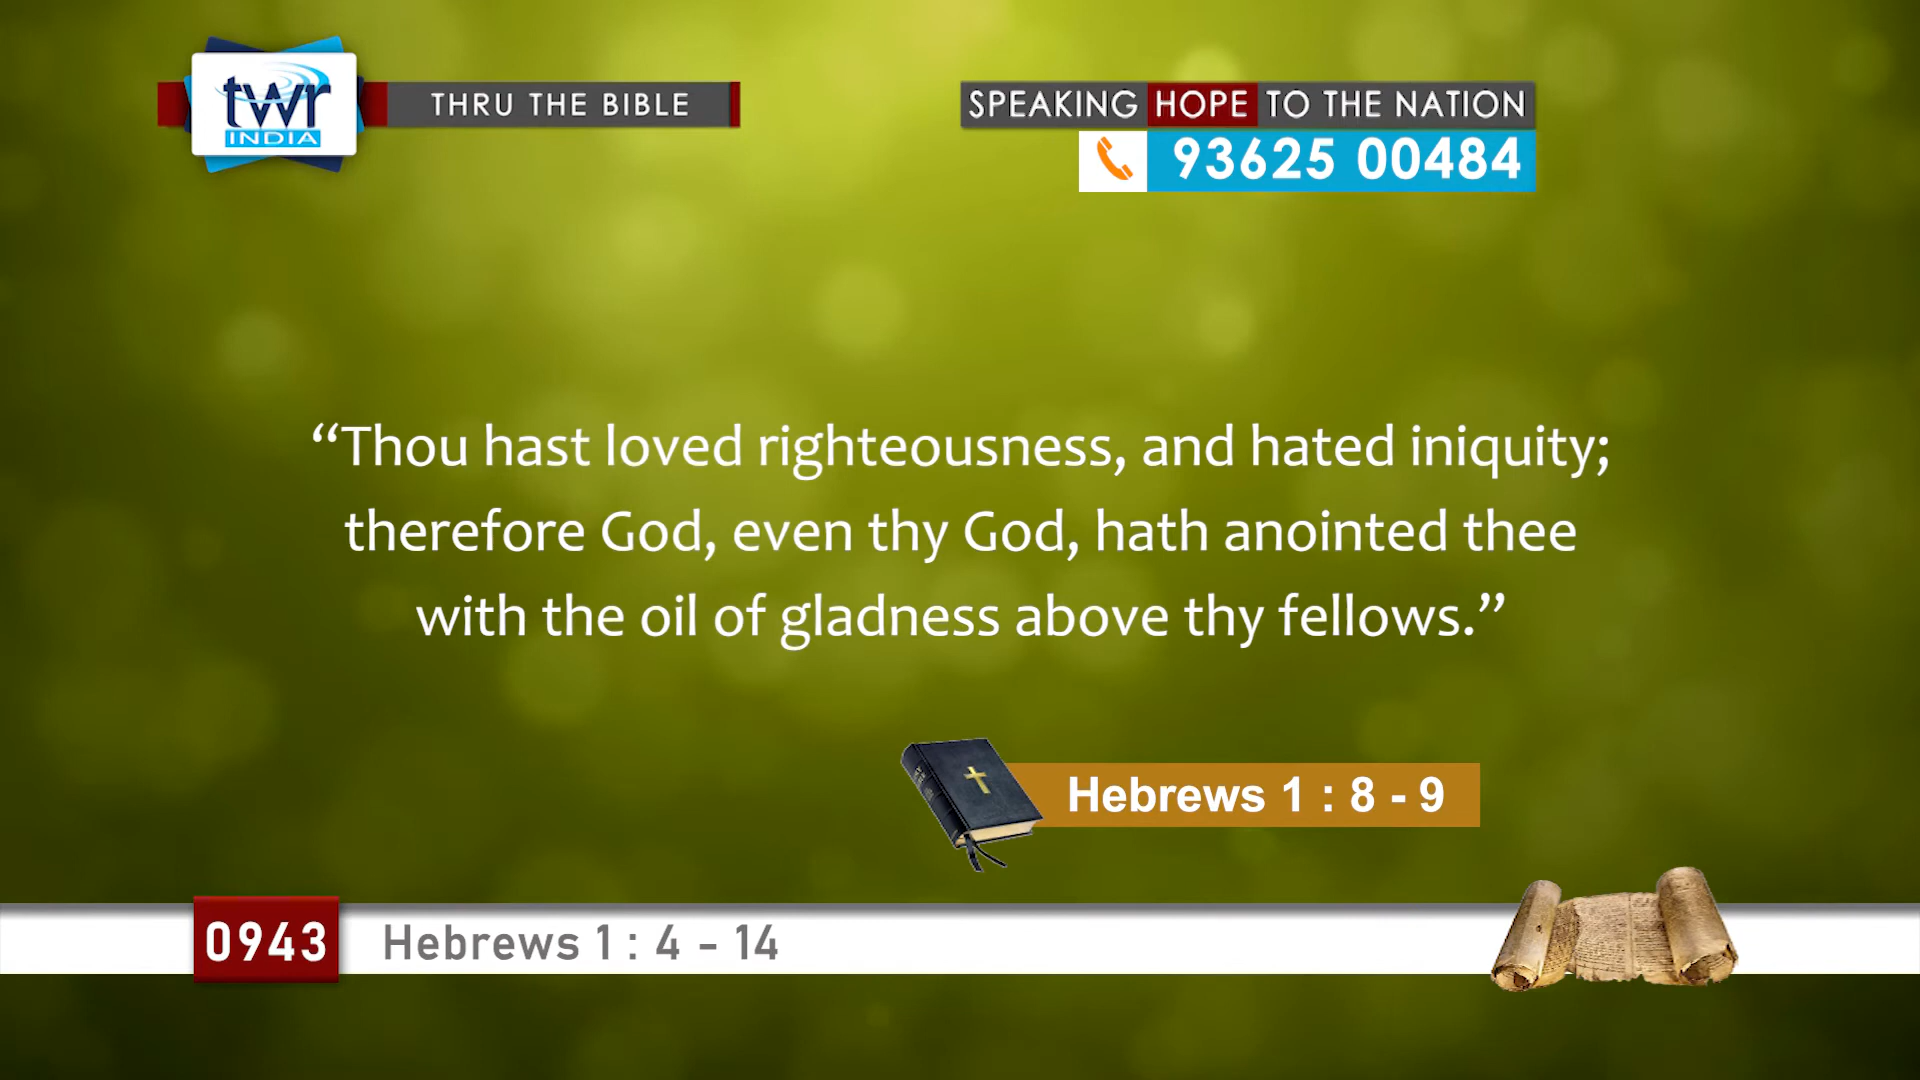 twr
INDIA
THRU THE BIBLE
SPEAKING HOPE TO THE NATION
93625 00484
“Thou hast loved righteousness, and hated iniquity;
therefore God, even thy God, hath anointed thee
with the oil of gladness above thy fellows.”
Hebrews 1 : 8 - 9
0943 Hebrews 1 : 4 - 14